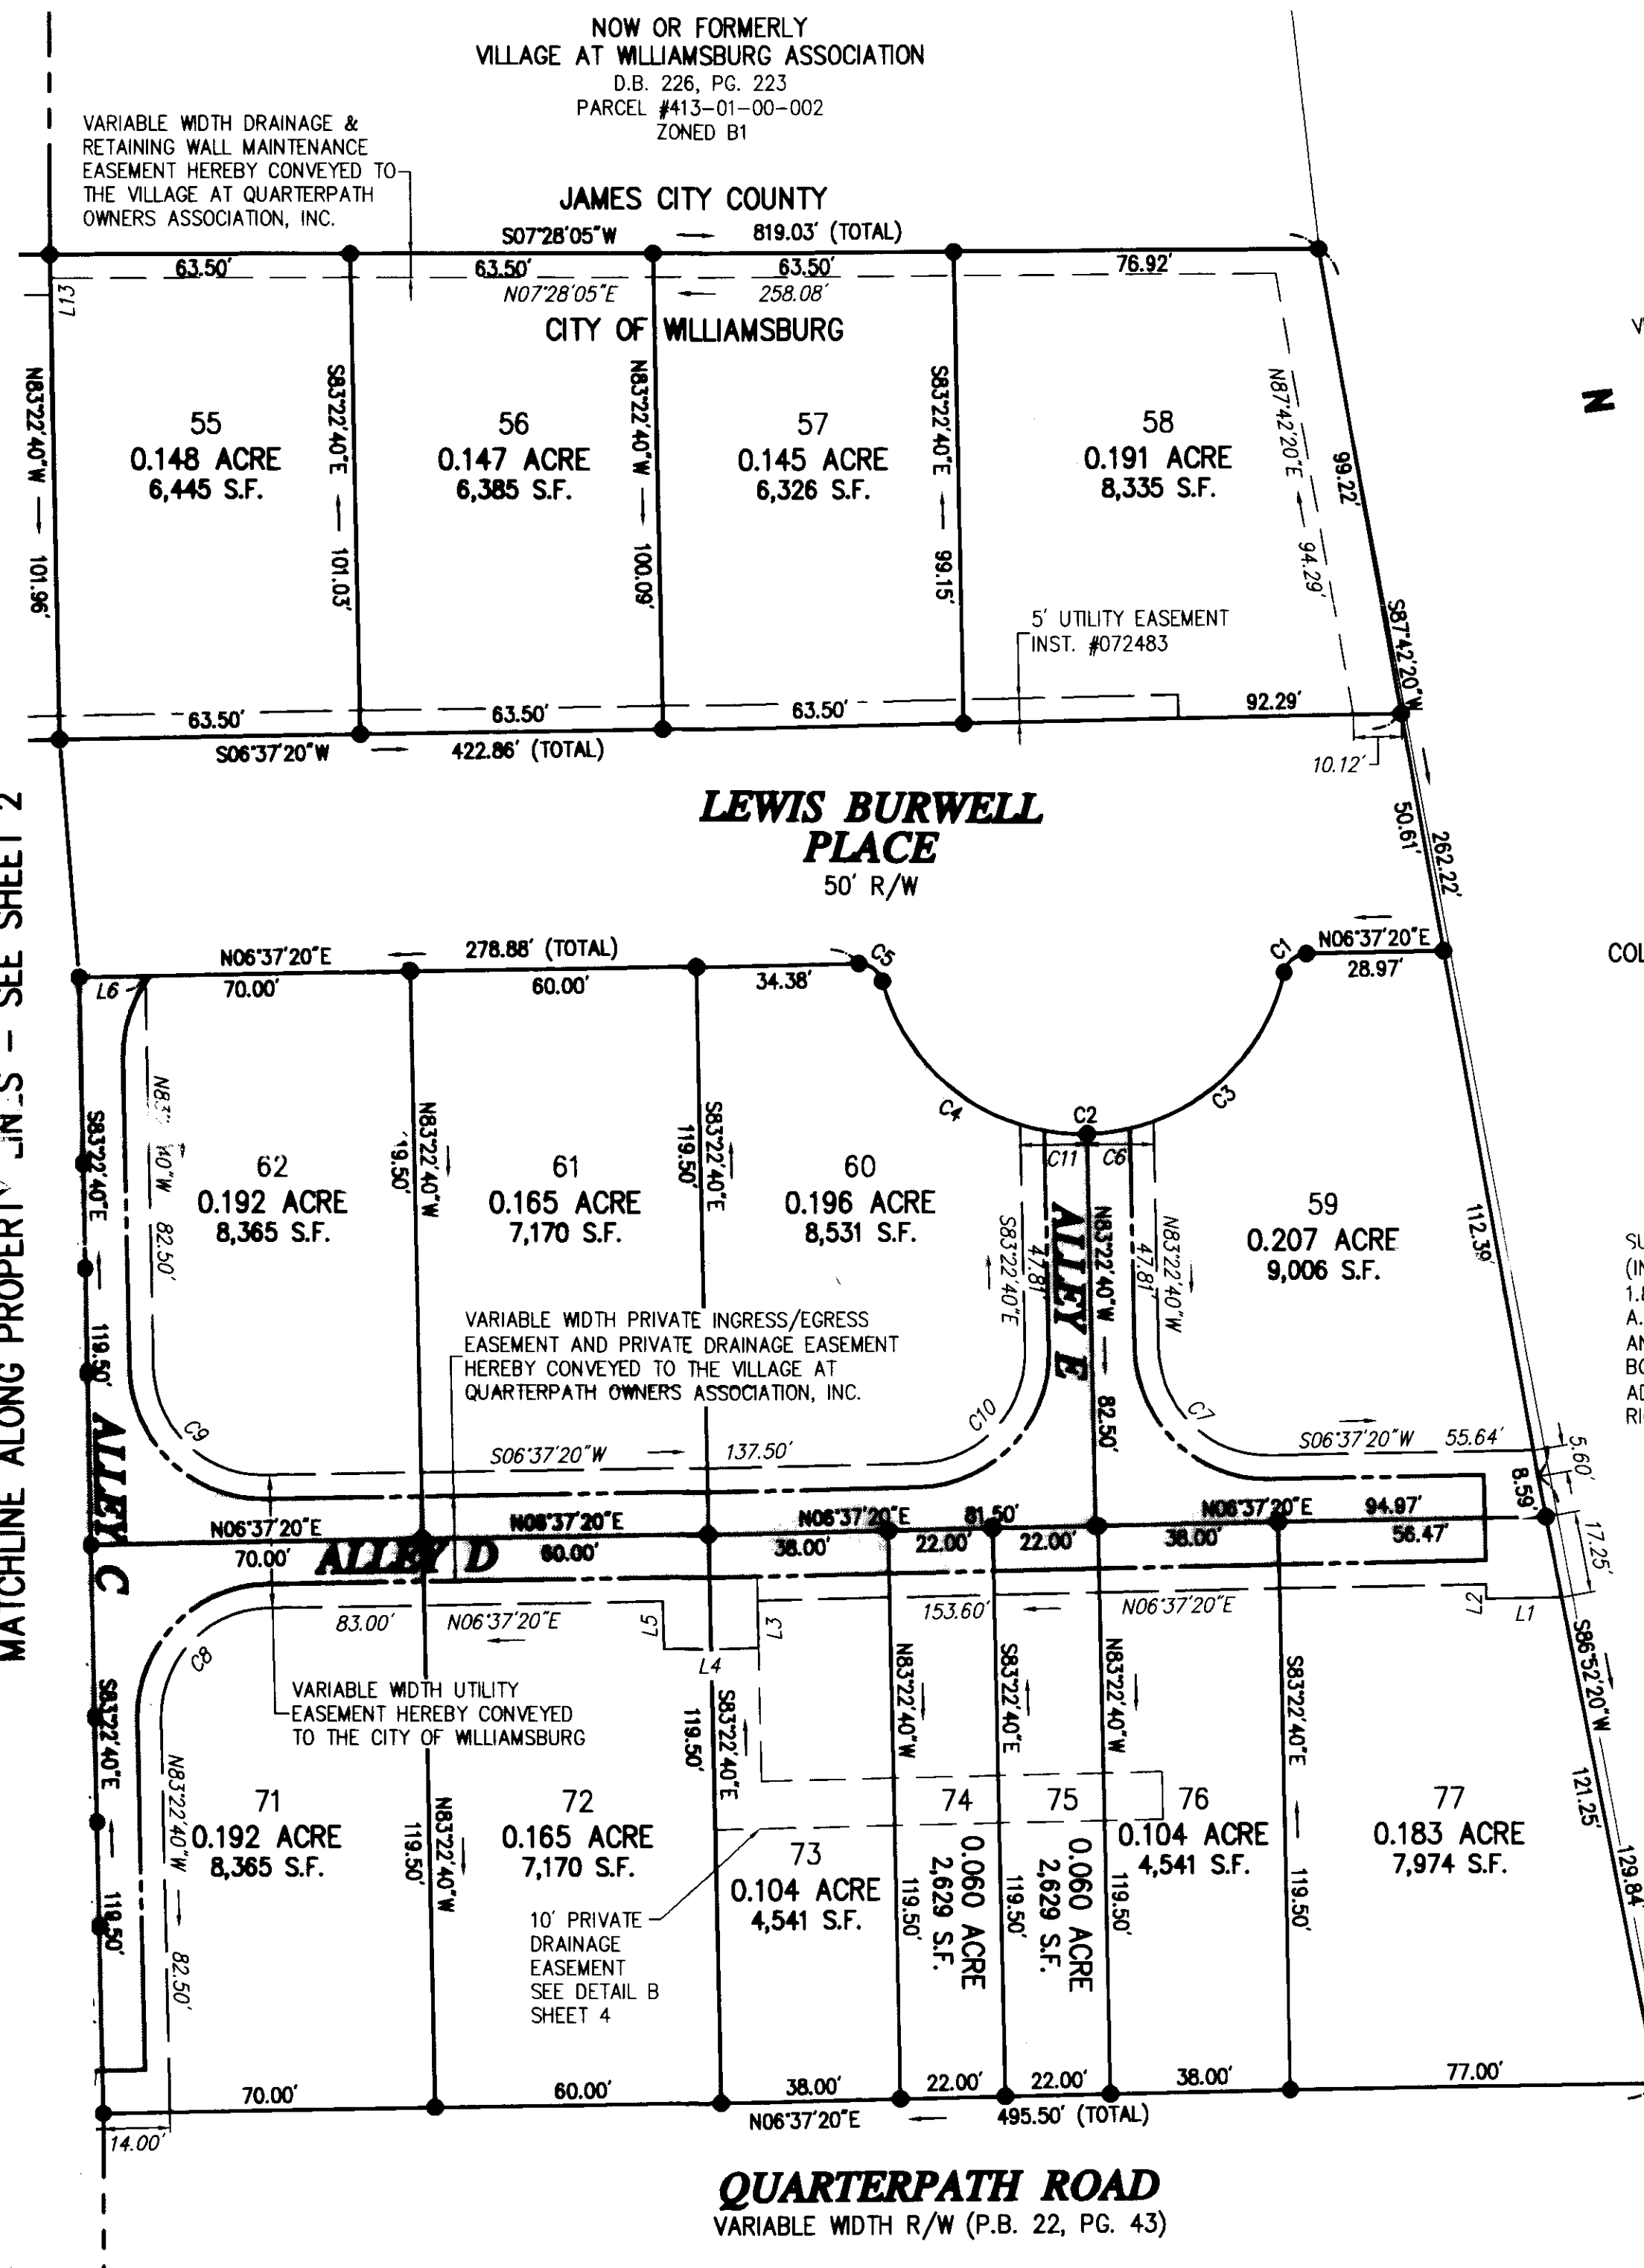 NOW OR FORMERLY
VILLAGE AT WILLIAMSBURG ASSOCIATION
D.B. 226, PG. 223
PARCEL #413-01-00-002
ZONED B1
VARIABLE WIDTH DRAINAGE &
RETAINING WALL MAINTENANCE
EASEMENT HEREBY CONVEYED TO
THE VILLAGE AT QUARTERPATH
OWNERS ASSOCIATION, INC.
JAMES CITY COUNTY
S07°28'05"W 819.03' (TOTAL)
63.50' 63.50' 63.50' 76.92'
N07°28'05"E 258.08'
CITY OF WILLIAMSBURG
L13
N83°22'40"W 101.96'
55
0.148 ACRE
6,445 S.F.
S83°22'40"E 101.03'
56
0.147 ACRE
6,385 S.F.
N83°22'40"W 100.09'
57
0.145 ACRE
6,326 S.F.
S83°22'40"E 99.15'
58
0.191 ACRE
8,335 S.F.
N87°42'20"E 94.29'
99.22'
S87°42'20"W
N
5' UTILITY EASEMENT
INST. #072483
63.50' 63.50' 63.50' 92.29'
S06°37'20"W 422.86' (TOTAL)
10.12'
LEWIS BURWELL
PLACE
50' R/W
50.61'
262.22'
MATCHLINE ALONG PROPERTY LINES - SEE SHEET 2
N06°37'20"E 278.88' (TOTAL)
L6 70.00' 60.00' 34.38'
C5
C1
N06°37'20"E
28.97'
COL
C4 C2 C3
C11 C6
S83°22'40"E 119.50'
82.50'
62
0.192 ACRE
8,365 S.F.
N83°22'40"W
61
0.165 ACRE
7,170 S.F.
S83°22'40"E
119.50'
60
0.196 ACRE
8,531 S.F.
S83°22'40"E
47.81'
ALLEY E
N83°22'40"W 82.50'
47.81'
N83°22'40"W
59
0.207 ACRE
9,006 S.F.
112.39'
VARIABLE WIDTH PRIVATE INGRESS/EGRESS
EASEMENT AND PRIVATE DRAINAGE EASEMENT
HEREBY CONVEYED TO THE VILLAGE AT
QUARTERPATH OWNERS ASSOCIATION, INC.
C9 C10 C7
S06°37'20"W 137.50'
S06°37'20"W 55.64'
5.60'
8.59'
17.25'
ALLEY C
N06°37'20"E N06°37'20"E N06°37'20"E 81.50' N06°37'20"E 94.97'
70.00' ALLEY D 60.00' 38.00' 22.00' 22.00' 38.00' 56.47'
83.00' N06°37'20"E L5 L3 153.60' N06°37'20"E L2 L1
C8 L4
S86°52'20"W
121.25'
129.84'
VARIABLE WIDTH UTILITY
EASEMENT HEREBY CONVEYED
TO THE CITY OF WILLIAMSBURG
S83°22'40"E 119.50'
N83°22'40"W 82.50'
71
0.192 ACRE
8,365 S.F.
N83°22'40"W
119.50'
72
0.165 ACRE
7,170 S.F.
S83°22'40"E
119.50'
73
0.104 ACRE
4,541 S.F.
N83°22'40"W 119.50'
74
0.060 ACRE
2,629 S.F.
S83°22'40"E 119.50'
75
0.060 ACRE
2,629 S.F.
N83°22'40"W 119.50'
76
0.104 ACRE
4,541 S.F.
S83°22'40"E 119.50'
77
0.183 ACRE
7,974 S.F.
10' PRIVATE
DRAINAGE
EASEMENT
SEE DETAIL B
SHEET 4
70.00' 60.00' 38.00' 22.00' 22.00' 38.00' 77.00'
14.00'
N06°37'20"E 495.50' (TOTAL)
QUARTERPATH ROAD
VARIABLE WIDTH R/W (P.B. 22, PG. 43)